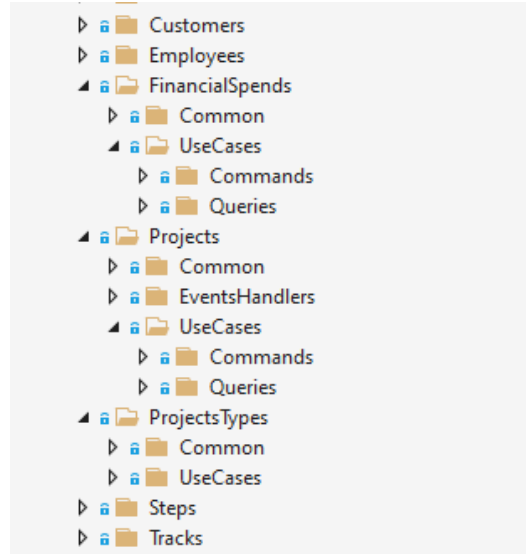 Customers
Employees
FinancialSpends
Common
UseCases
Commands
Queries
Projects
Common
EventsHandlers
UseCases
Commands
Queries
ProjectsTypes
Common
UseCases
Steps
Tracks